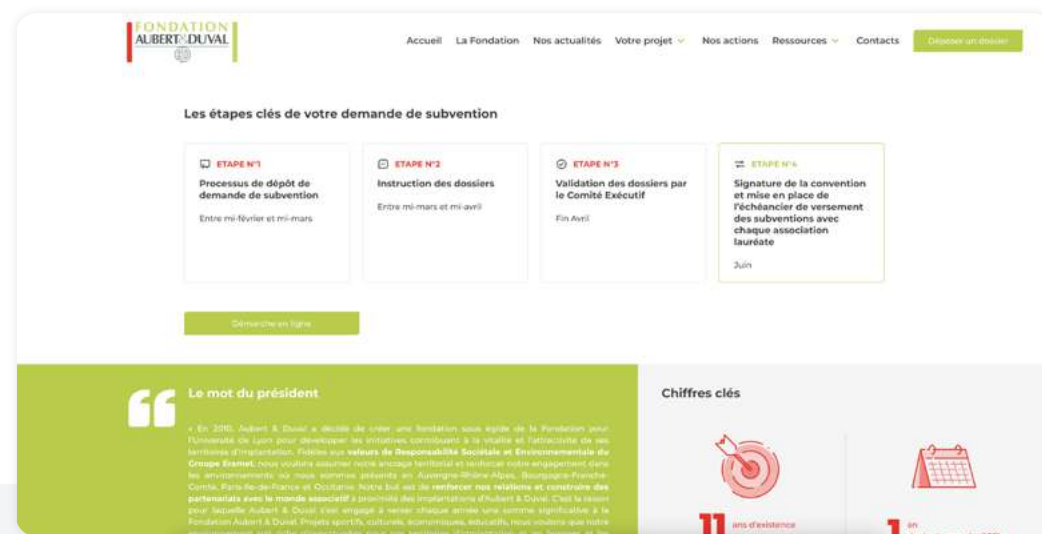 FONDATION
AUBERT & DUVAL
Accueil La Fondation Nos actualités Votre projet Nos actions Ressources Contacts Déposer un dossier
Les étapes clés de votre demande de subvention
ETAPE N°1
Processus de dépôt de
demande de subvention
Entre mi-février et mi-mars
ETAPE N°2
Instruction des dossiers
Entre mi-mars et mi-avril
ETAPE N°3
Validation des dossiers par
le Comité Exécutif
Fin Avril
ETAPE N°4
Signature de la convention
et mise en place de
l'échéancier de versement
des subventions avec
chaque association
lauréate
Juin
Démarche en ligne
Le mot du président
« En 2010, Aubert & Duval a décidé de créer une fondation sous égide de la Fondation pour
l'Université de Lyon pour développer les initiatives contribuant à la vitalité et l'attractivité de ses
territoires d'implantation. Fidèles aux valeurs de Responsabilité Sociétale et Environnementale du
Groupe Eramet, nous voulons assumer notre ancrage territorial et renforcer notre engagement dans
les environnements où nous sommes présents en Auvergne-Rhône-Alpes, Bourgogne-Franche-
Comté, Paris-Ile-de-France et Occitanie. Notre but est de renforcer nos relations et construire des
partenariats avec le monde associatif à proximité des implantations d'Aubert & Duval. C'est la raison
pour laquelle Aubert & Duval s'est engagé à verser chaque année une somme significative à la
Fondation Aubert & Duval. Projets sportifs, culturels, économiques, éducatifs, nous voulons que notre
Chiffres clés
11 ans d'existence
1 an